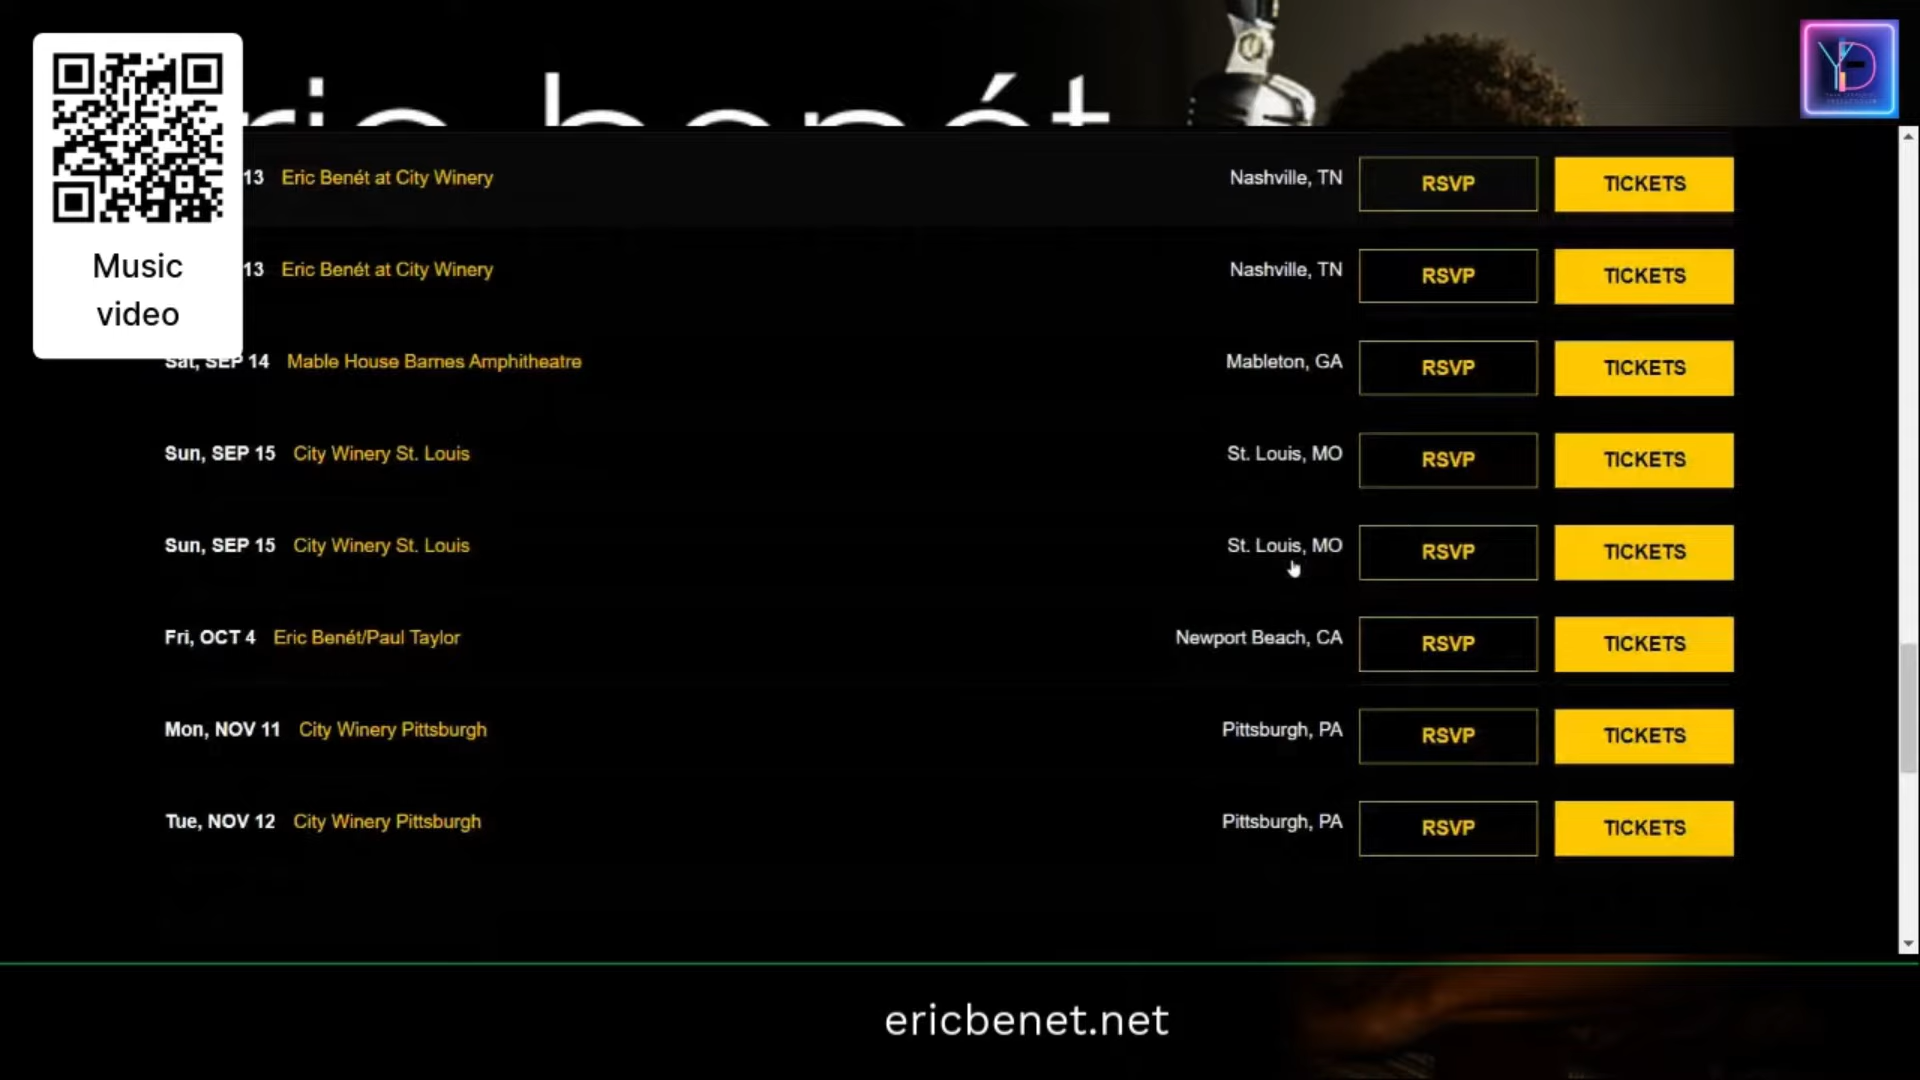 ric benét
13 Eric Benét at City Winery Nashville, TN RSVP TICKETS
13 Eric Benét at City Winery Nashville, TN RSVP TICKETS
Music
video
Sat, SEP 14 Mable House Barnes Amphitheatre Mableton, GA RSVP TICKETS
Sun, SEP 15 City Winery St. Louis St. Louis, MO RSVP TICKETS
Sun, SEP 15 City Winery St. Louis St. Louis, MO RSVP TICKETS
Fri, OCT 4 Eric Benét/Paul Taylor Newport Beach, CA RSVP TICKETS
Mon, NOV 11 City Winery Pittsburgh Pittsburgh, PA RSVP TICKETS
Tue, NOV 12 City Winery Pittsburgh Pittsburgh, PA RSVP TICKETS
ericbenet.net